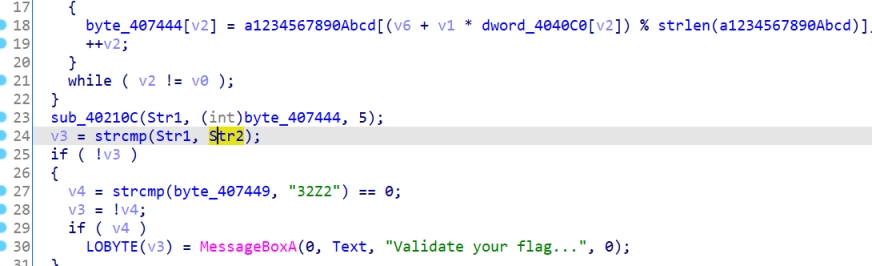 17 {
18 byte_407444[v2] = a1234567890Abcd[(v6 + v1 * dword_4040C0[v2]) % strlen(a1234567890Abcd)]
19 ++v2;
20 }
21 while ( v2 != v0 );
22 }
23 sub_40210C(Str1, (int)byte_407444, 5);
24 v3 = strcmp(Str1, Str2);
25 if ( !v3 )
26 {
27 v4 = strcmp(byte_407449, "32Z2") == 0;
28 v3 = !v4;
29 if ( v4 )
30 LOBYTE(v3) = MessageBoxA(0, Text, "Validate your flag...", 0);
31 }